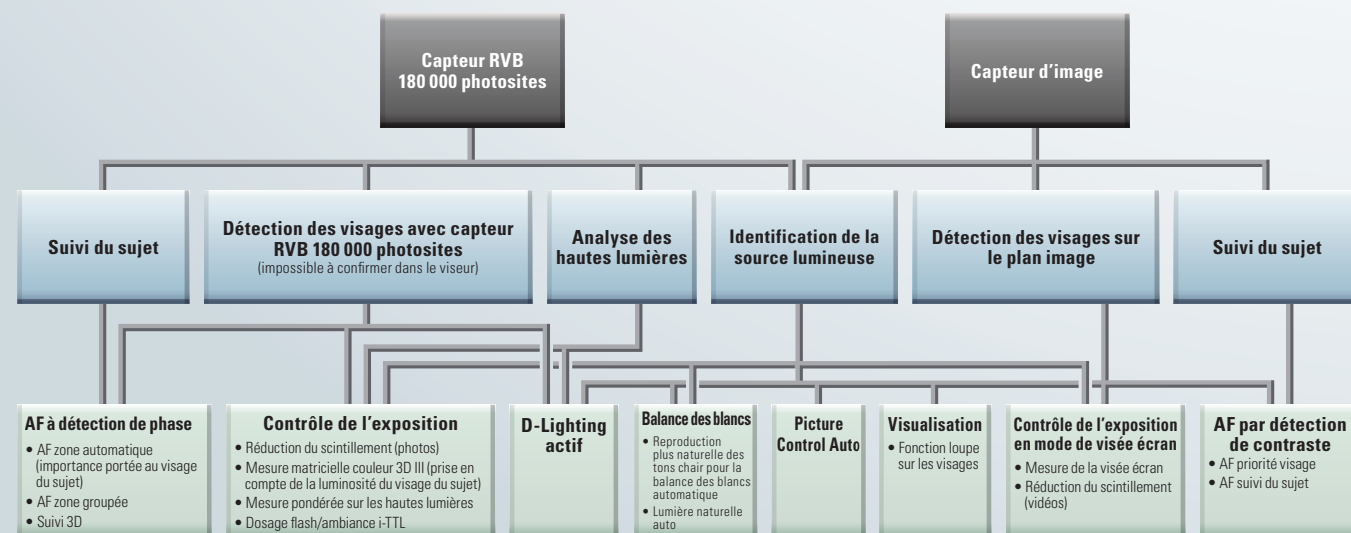 Capteur RVB
180 000 photosites
Capteur d'image
Suivi du sujet
Détection des visages avec capteur
RVB 180 000 photosites
(impossible à confirmer dans le viseur)
Analyse des
hautes lumières
Identification de la
source lumineuse
Détection des visages sur
le plan image
Suivi du sujet
AF à détection de phase
• AF zone automatique
(importance portée au visage
du sujet)
• AF zone groupée
• Suivi 3D
Contrôle de l'exposition
• Réduction du scintillement (photos)
• Mesure matricielle couleur 3D III (prise en
compte de la luminosité du visage du sujet)
• Mesure pondérée sur les hautes lumières
• Dosage flash/ambiance i-TTL
D-Lighting
actif
Balance des blancs
• Reproduction
plus naturelle des
tons chair pour la
balance des blancs
automatique
• Lumière naturelle
auto
Picture
Control Auto
Visualisation
• Fonction loupe
sur les visages
Contrôle de l'exposition
en mode de visée écran
• Mesure de la visée écran
• Réduction du scintillement
(vidéos)
AF par détection
de contraste
• AF priorité visage
• AF suivi du sujet